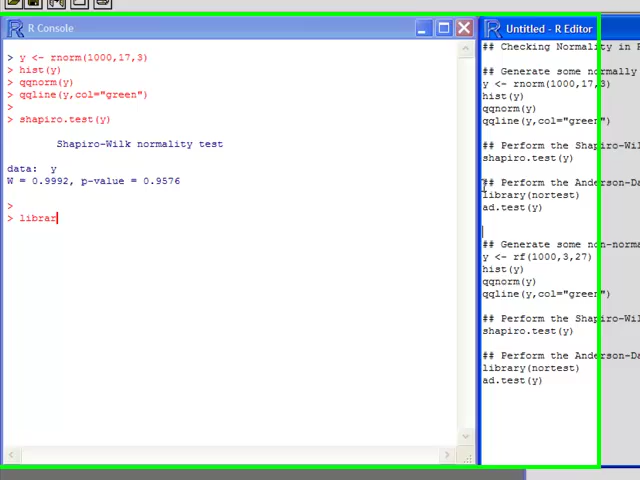 R Console
> y <- rnorm(1000,17,3)
> hist(y)
> qqnorm(y)
> qqline(y,col="green")
>
> shapiro.test(y)
Shapiro-Wilk normality test
data:  y
W = 0.9992, p-value = 0.9576
>
> librar
Untitled - R Editor
## Checking Normality in
## Generate some normally
y <- rnorm(1000,17,3)
hist(y)
qqnorm(y)
qqline(y,col="green")
## Perform the Shapiro-Wil
shapiro.test(y)
## Perform the Anderson-Da
library(nortest)
ad.test(y)
## Generate some non-norma
y <- rf(1000,3,27)
hist(y)
qqnorm(y)
qqline(y,col="green")
## Perform the Shapiro-Wil
shapiro.test(y)
## Perform the Anderson-Da
library(nortest)
ad.test(y)